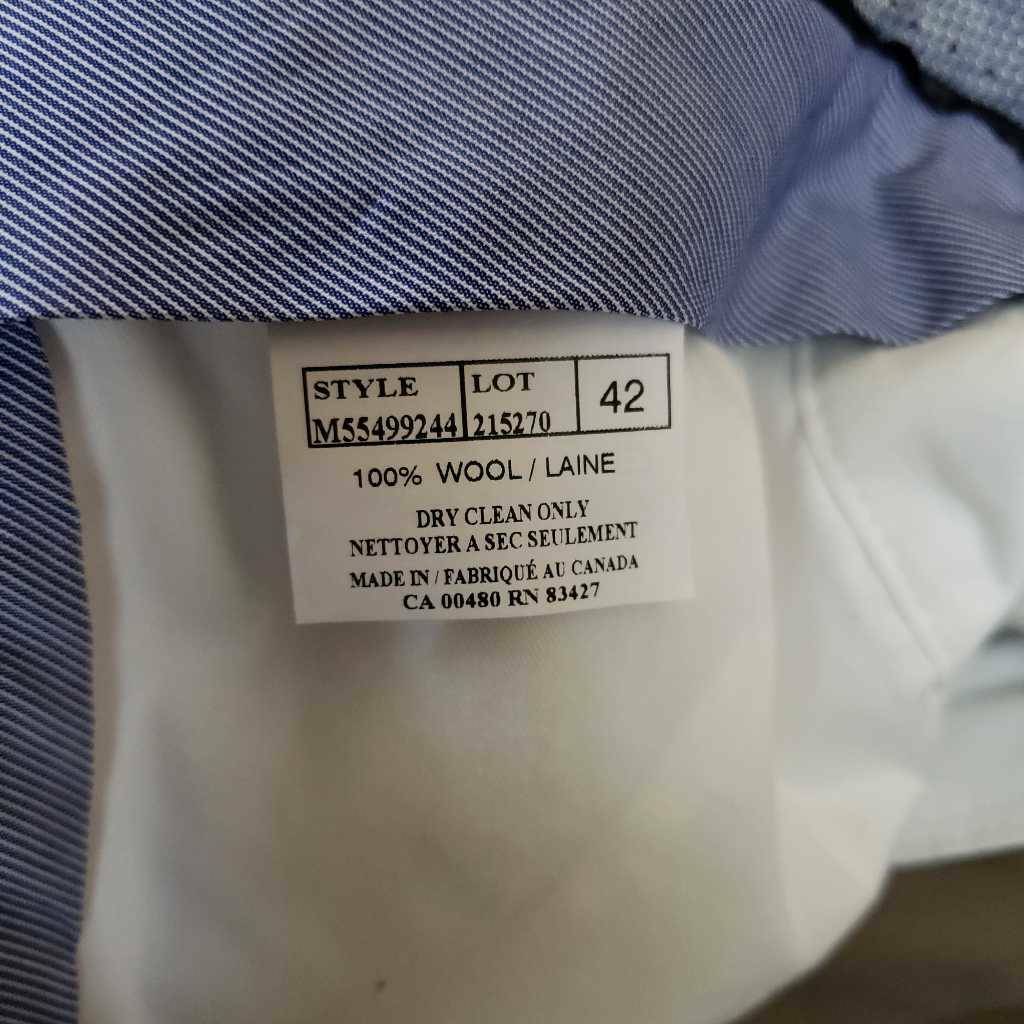 STYLE LOT 42
M55499244 215270
100% WOOL / LAINE
DRY CLEAN ONLY
NETTOYER A SEC SEULEMENT
MADE IN / FABRIQUÉ AU CANADA
CA 00480 RN 83427